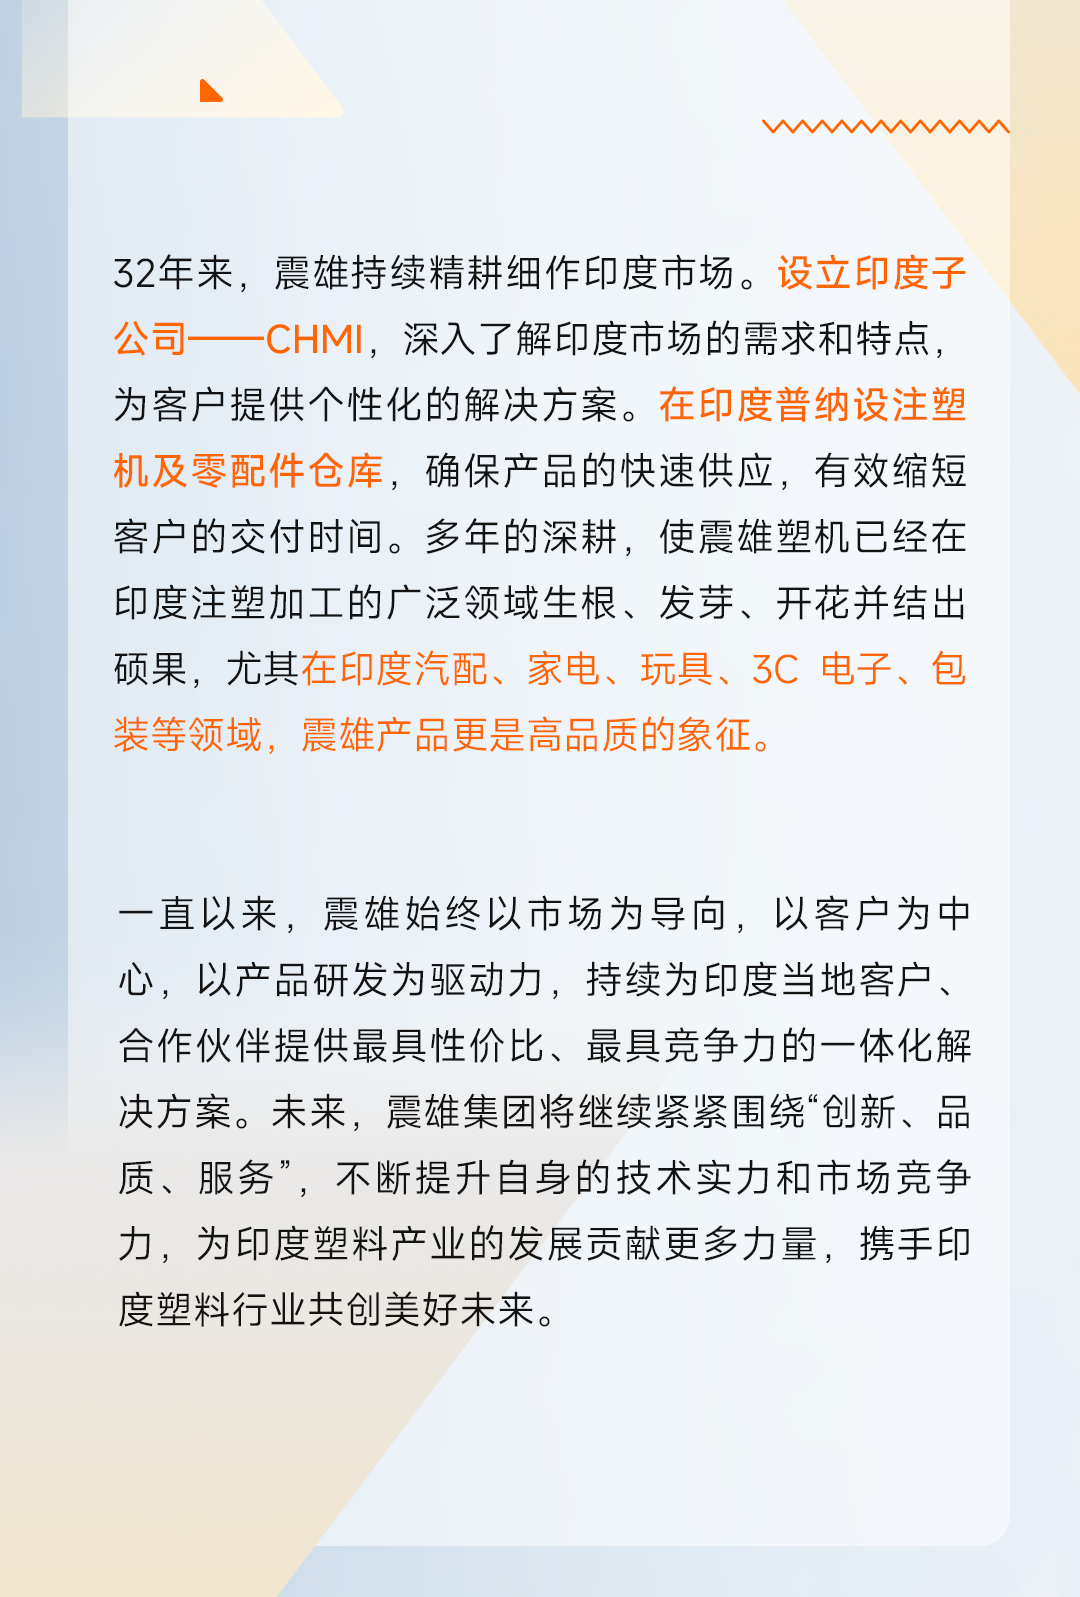 32年来，震雄持续精耕细作印度市场。设立印度子
公司——CHMI，深入了解印度市场的需求和特点，
为客户提供个性化的解决方案。在印度普纳设注塑
机及零配件仓库，确保产品的快速供应，有效缩短
客户的交付时间。多年的深耕，使震雄塑机已经在
印度注塑加工的广泛领域生根、发芽、开花并结出
硕果，尤其在印度汽配、家电、玩具、3C 电子、包
装等领域，震雄产品更是高品质的象征。
一直以来，震雄始终以市场为导向，以客户为中
心，以产品研发为驱动力，持续为印度当地客户、
合作伙伴提供最具性价比、最具竞争力的一体化解
决方案。未来，震雄集团将继续紧紧围绕“创新、品
质、服务”，不断提升自身的技术实力和市场竞争
力，为印度塑料产业的发展贡献更多力量，携手印
度塑料行业共创美好未来。